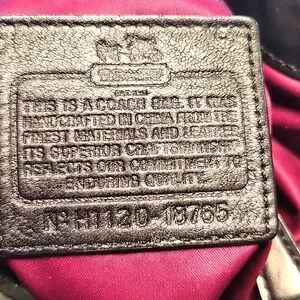 THIS IS A COACH BAG. IT WAS
HANDCRAFTED IN CHINA FROM THE
FINEST MATERIALS AND LEATHER
ITS SUPERIOR CRAFTSMANSHIP
REFLECTS OUR COMMITMENT TO
ENDURING QUALITY.
Nº H1120-18765